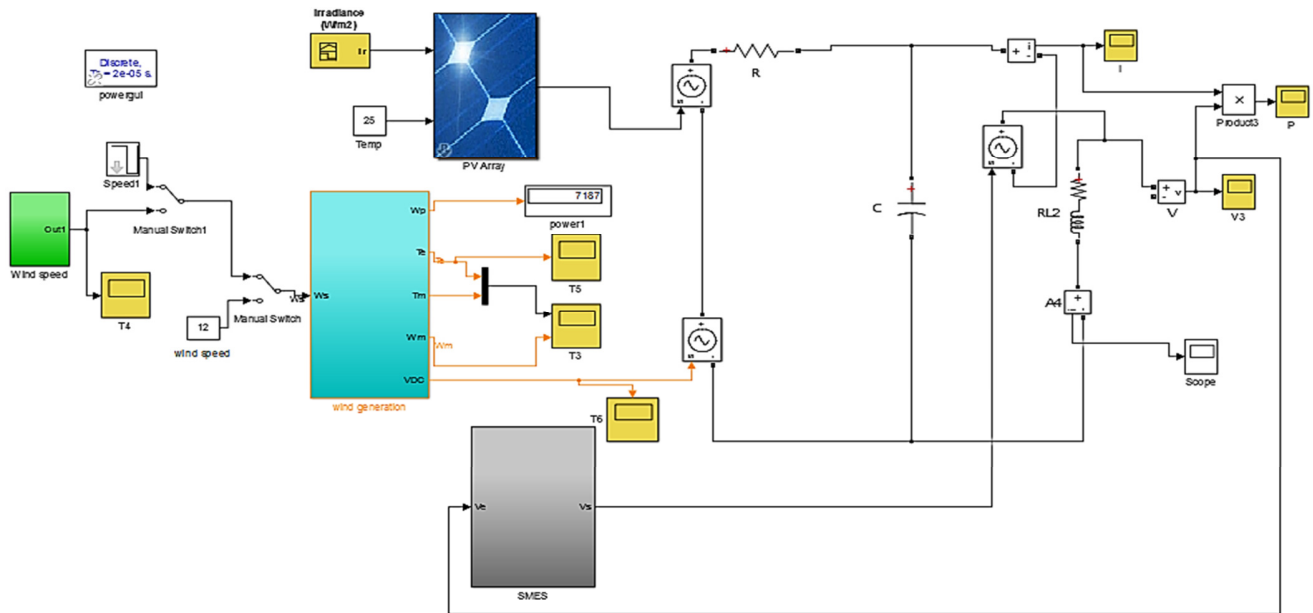 Irradiance
(W/m2)
Ir
Discrete,
= 2e-05 s.
powergui
25
Temp
PV Array
R
I
Product3
P
Speed1
Manual Switch1
Out1
Wind speed
T4
Ws
Manual Switch
12
wind speed
Ws
Wp
Te
Tm
Wm
Wm
VDC
wind generation
7187
power1
T5
T3
T6
C
RL2
V
V3
A4
Scope
Vs
SMES